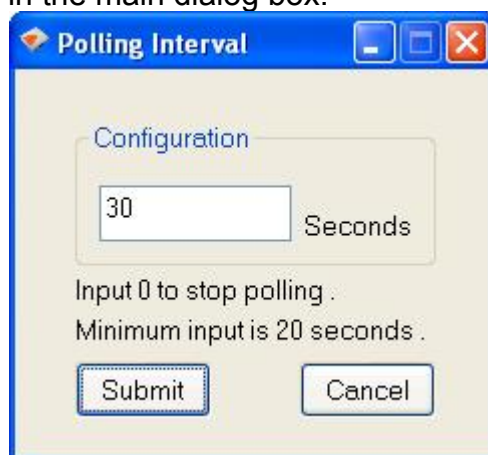 in the main dialog box.
Polling Interval
Configuration
30
Seconds
Input 0 to stop polling .
Minimum input is 20 seconds .
Submit
Cancel